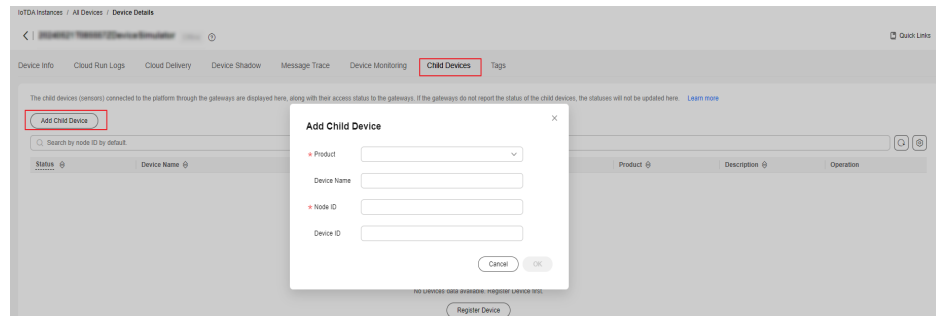 IoTDA Instances / All Devices / Device Details
Quick Links
Device Info Cloud Run Logs Cloud Delivery Device Shadow Message Trace Device Monitoring Child Devices Tags
The child devices (sensors) connected to the platform through the gateways are displayed here, along with their access status to the gateways. If the gateways do not report the status of the child devices, the statuses will not be updated here. Learn more
Add Child Device
Search by node ID by default.
Status Device Name Product Description Operation
Add Child Device
* Product
Device Name
* Node ID
Device ID
Cancel OK
No Devices data available. Register Device first.
Register Device